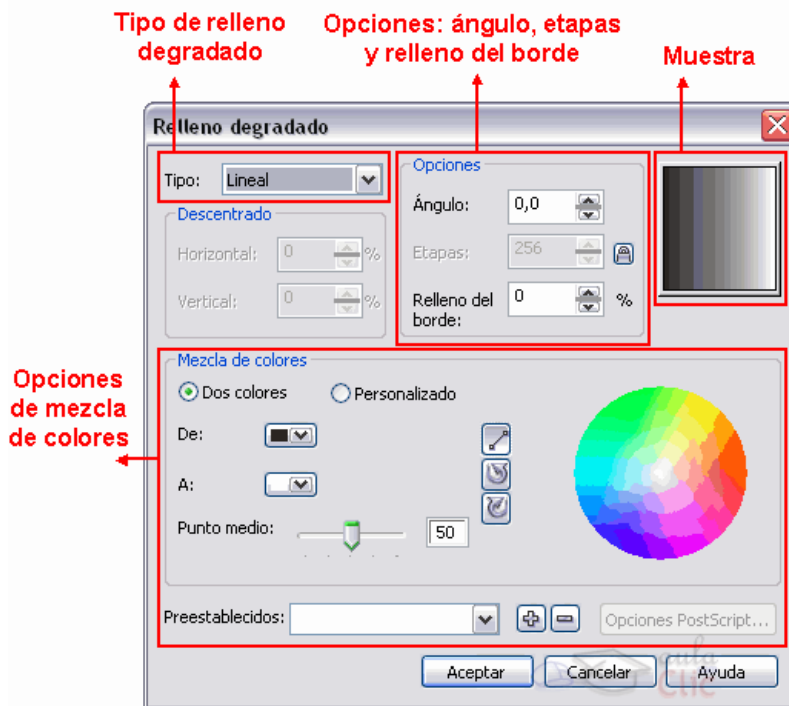 Tipo de relleno
degradado
Opciones: ángulo, etapas
y relleno del borde
Muestra
Relleno degradado
Tipo: Lineal
Descentrado
Horizontal: 0 %
Vertical: 0 %
Opciones
Ángulo: 0,0
Etapas: 256
Relleno del
borde: 0 %
Opciones
de mezcla
de colores
Mezcla de colores
Dos colores Personalizado
De:
A:
Punto medio: 50
Preestablecidos: Opciones PostScript...
Aceptar Cancelar Ayuda
aula
Clic